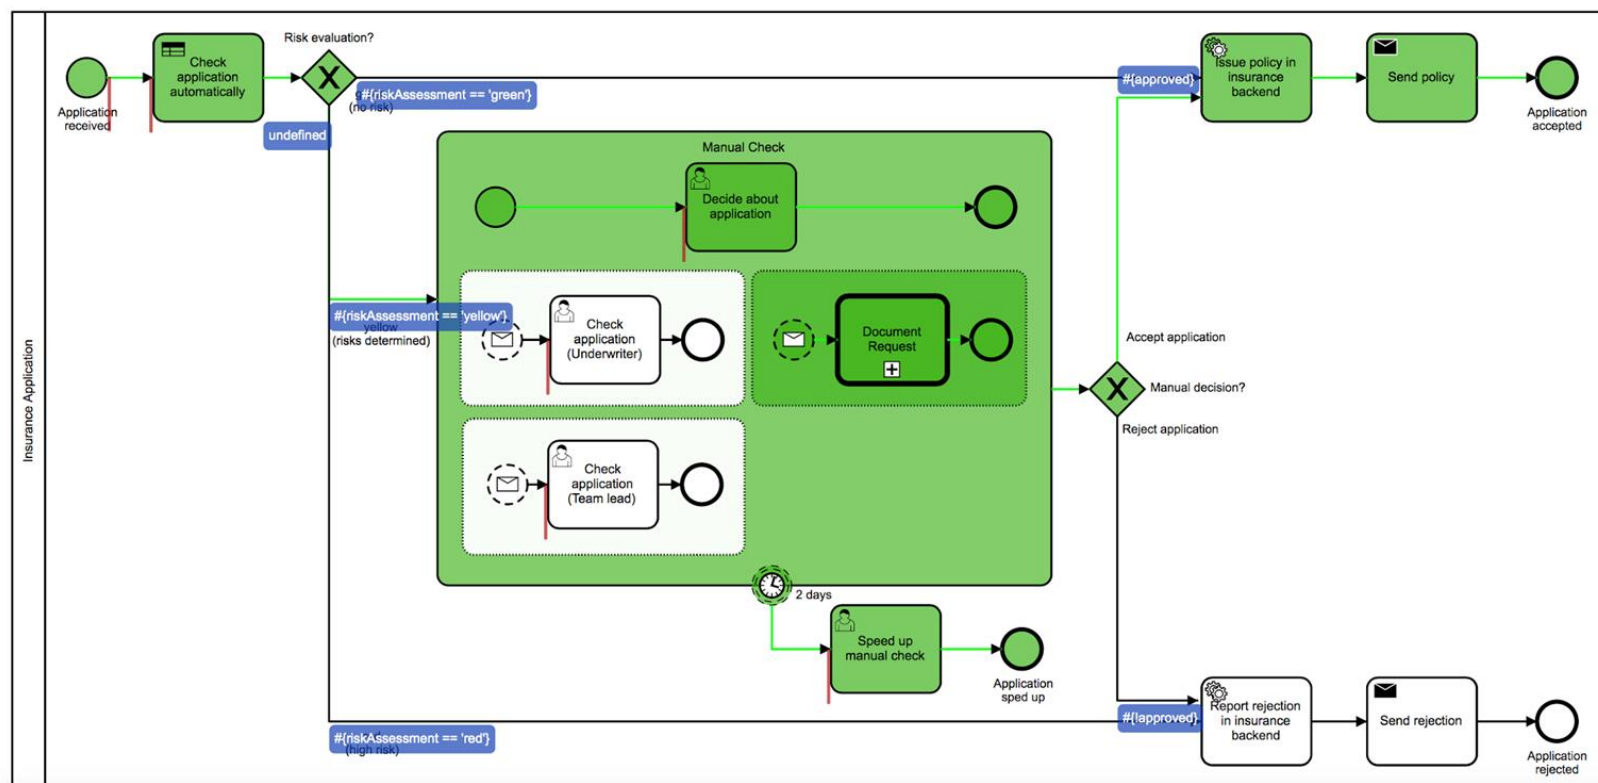 Insurance Application
Application
received
Check
application
automatically
Risk evaluation?
#{riskAssessment == 'green'}
(no risk)
undefined
#{approved}
Issue policy in
insurance
backend
Send policy
Application
accepted
Manual Check
Decide about
application
#{riskAssessment == 'yellow'}
yellow
(risks determined)
Check
application
(Underwriter)
Document
Request
Check
application
(Team lead)
Accept application
Manual decision?
Reject application
2 days
Speed up
manual check
Application
sped up
#{riskAssessment == 'red'}
(high risk)
#{!approved}
Report rejection
in insurance
backend
Send rejection
Application
rejected